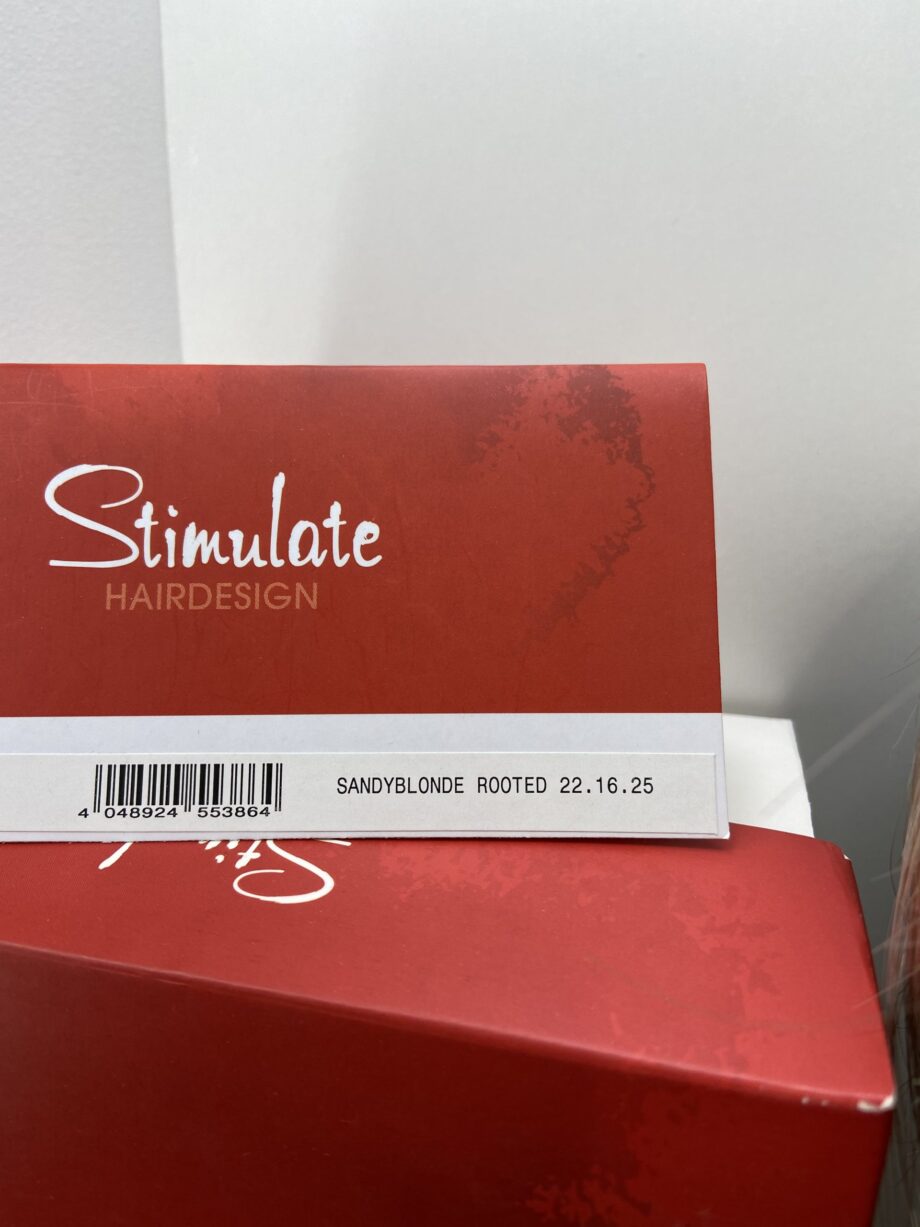 Stimulate
HAIRDESIGN
SANDYBLONDE ROOTED 22.16.25
4 048924 553864